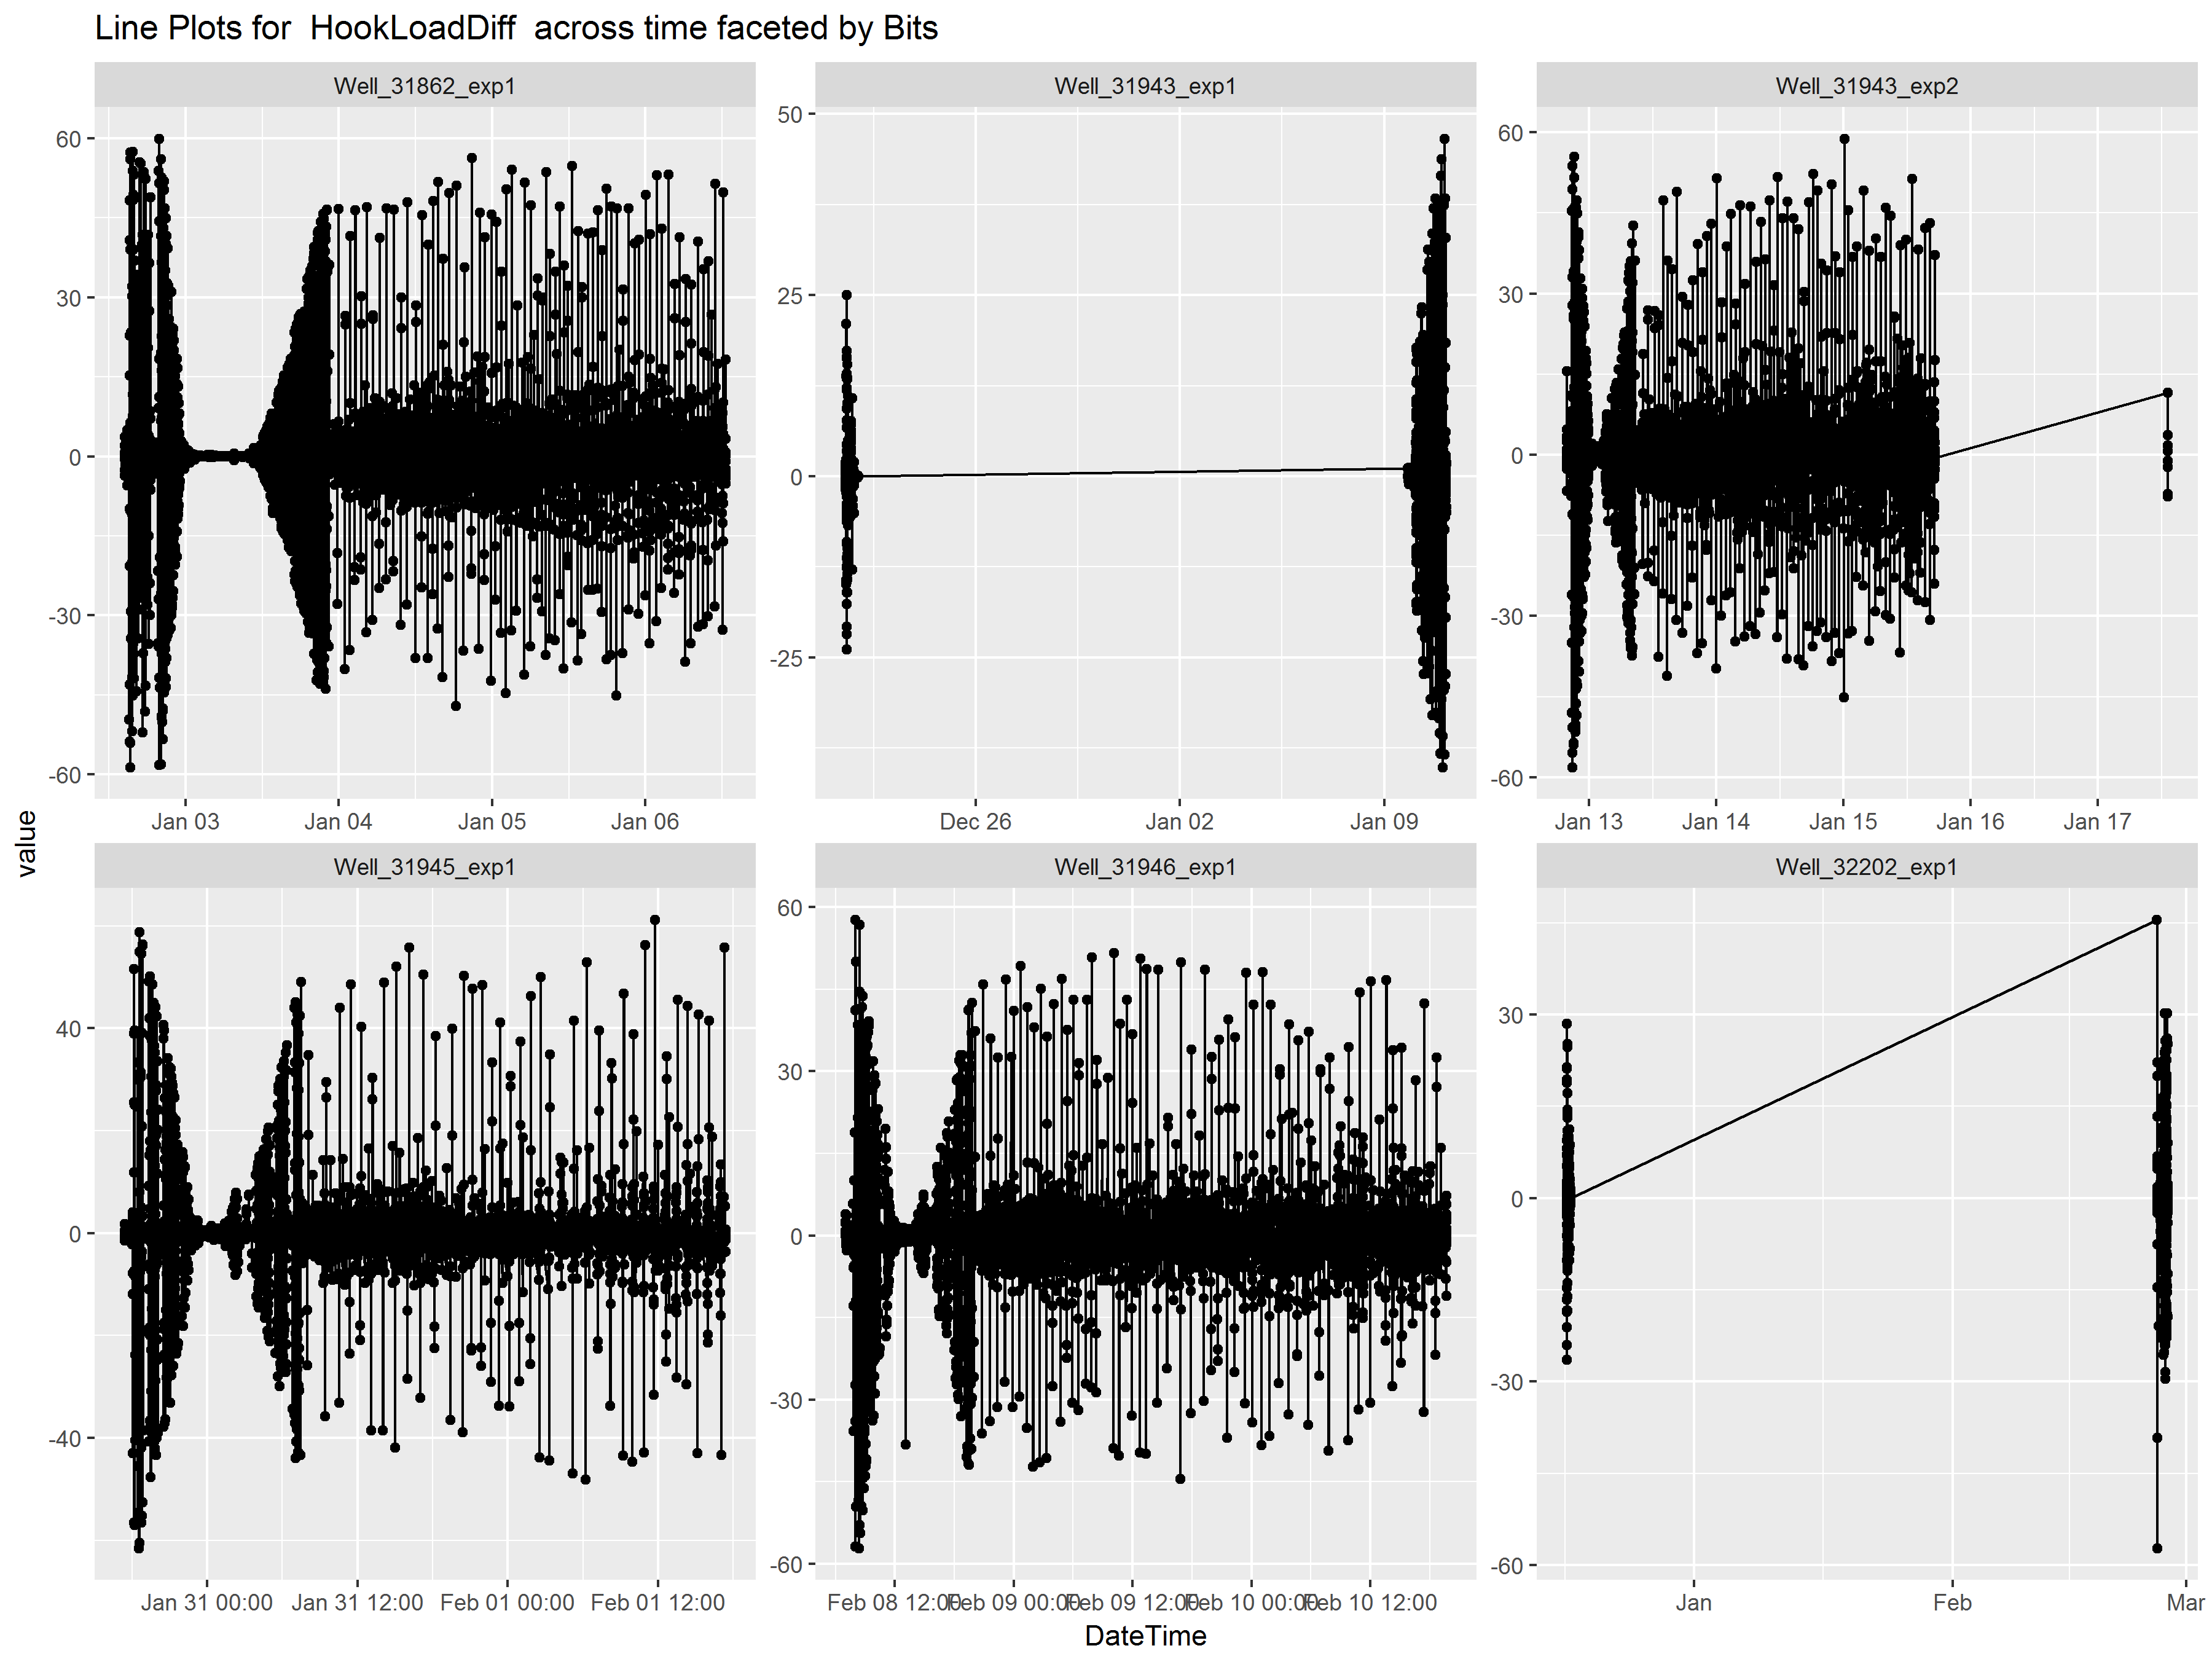 Line Plots for  HookLoadDiff  across time faceted by Bits
Well_31862_exp1
Well_31943_exp1
Well_31943_exp2
60
30
0
-30
-60
50
25
0
-25
60
30
0
-30
-60
Jan 03 Jan 04 Jan 05 Jan 06
Dec 26 Jan 02 Jan 09
Jan 13 Jan 14 Jan 15 Jan 16 Jan 17
value
Well_31945_exp1
Well_31946_exp1
Well_32202_exp1
40
0
-40
60
30
0
-30
-60
30
0
-30
-60
Jan 31 00:00 Jan 31 12:00 Feb 01 00:00 Feb 01 12:00
Feb 08 12:00 Feb 09 00:00 Feb 09 12:00 Feb 10 00:00 Feb 10 12:00
Jan Feb Mar
DateTime